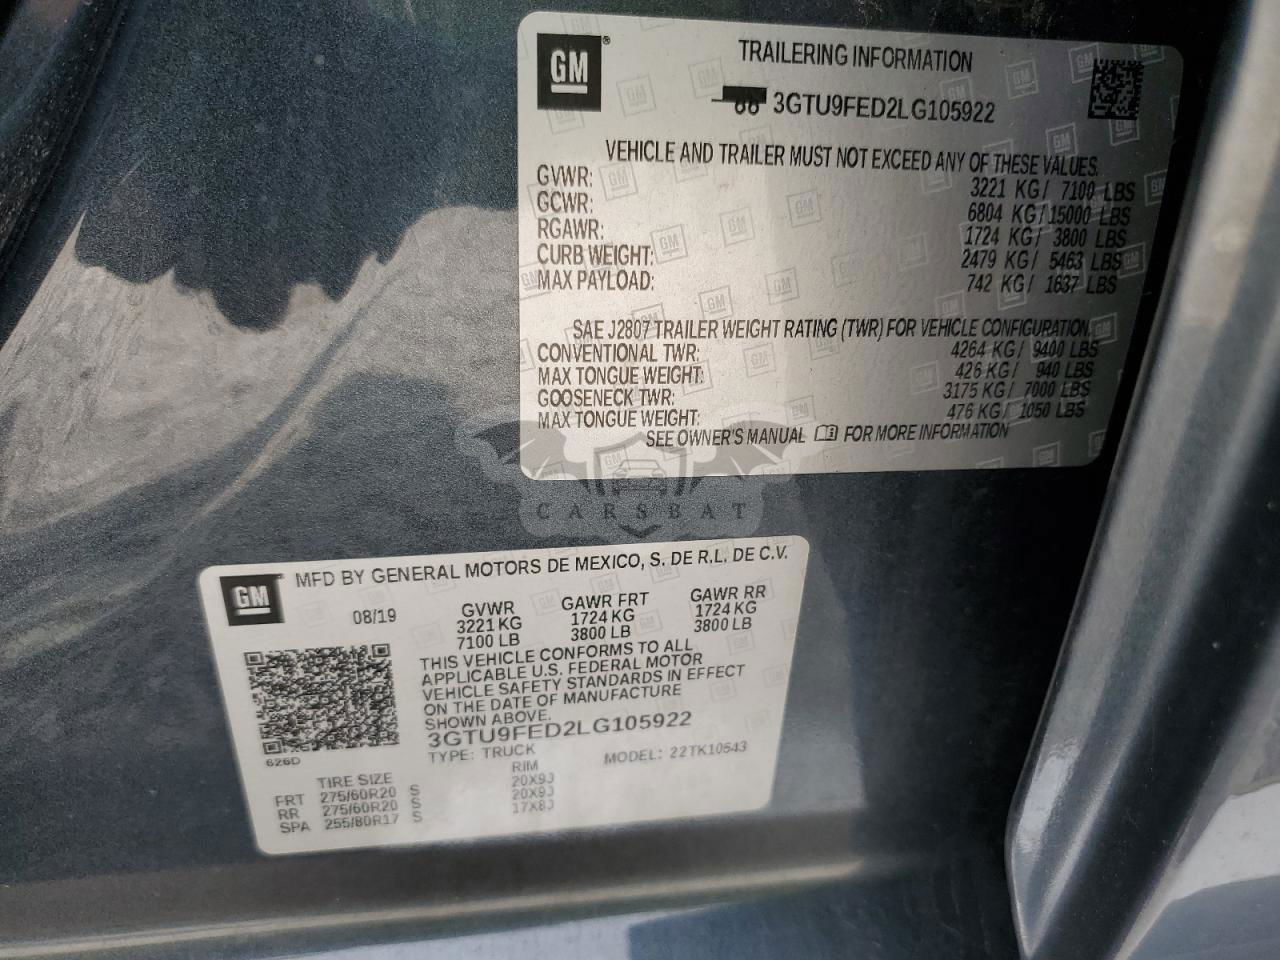 GM
TRAILERING INFORMATION
3GTU9FED2LG105922
VEHICLE AND TRAILER MUST NOT EXCEED ANY OF THESE VALUES.
GVWR: 3221 KG/ 7100 LBS
GCWR: 6804 KG/15000 LBS
RGAWR: 1724 KG/ 3800 LBS
CURB WEIGHT: 2479 KG/ 5463 LBS
MAX PAYLOAD: 742 KG/ 1637 LBS
SAE J2807 TRAILER WEIGHT RATING (TWR) FOR VEHICLE CONFIGURATION.
CONVENTIONAL TWR: 4264 KG/ 9400 LBS
MAX TONGUE WEIGHT: 426 KG/ 940 LBS
GOOSENECK TWR: 3175 KG/ 7000 LBS
MAX TONGUE WEIGHT: 476 KG/ 1050 LBS
SEE OWNER'S MANUAL FOR MORE INFORMATION
CARSBAT
GM
MFD BY GENERAL MOTORS DE MEXICO, S. DE R.L. DE C.V.
08/19 GVWR GAWR FRT GAWR RR
3221 KG 1724 KG 1724 KG
7100 LB 3800 LB 3800 LB
THIS VEHICLE CONFORMS TO ALL
APPLICABLE U.S. FEDERAL MOTOR
VEHICLE SAFETY STANDARDS IN EFFECT
ON THE DATE OF MANUFACTURE
SHOWN ABOVE.
3GTU9FED2LG105922
TYPE: TRUCK MODEL: 22TK10543
626D
TIRE SIZE RIM
FRT 275/60R20 S 20X9J
RR 275/60R20 S 20X9J
SPA 255/80R17 S 17X8J